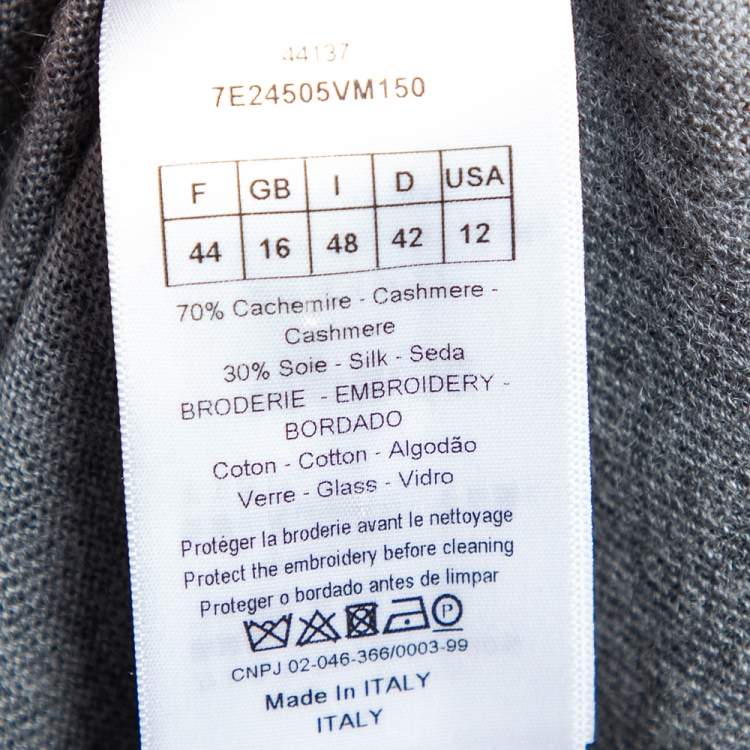 44137
7E24505VM150
F GB I D USA
44 16 48 42 12
70% Cachemire - Cashmere -
Cashmere
30% Soie - Silk - Seda
BRODERIE - EMBROIDERY -
BORDADO
Coton - Cotton - Algodão
Verre - Glass - Vidro
Protéger la broderie avant le nettoyage
Protect the embroidery before cleaning
Proteger o bordado antes de limpar
P
CNPJ 02-046-366/0003-99
Made In ITALY
ITALY